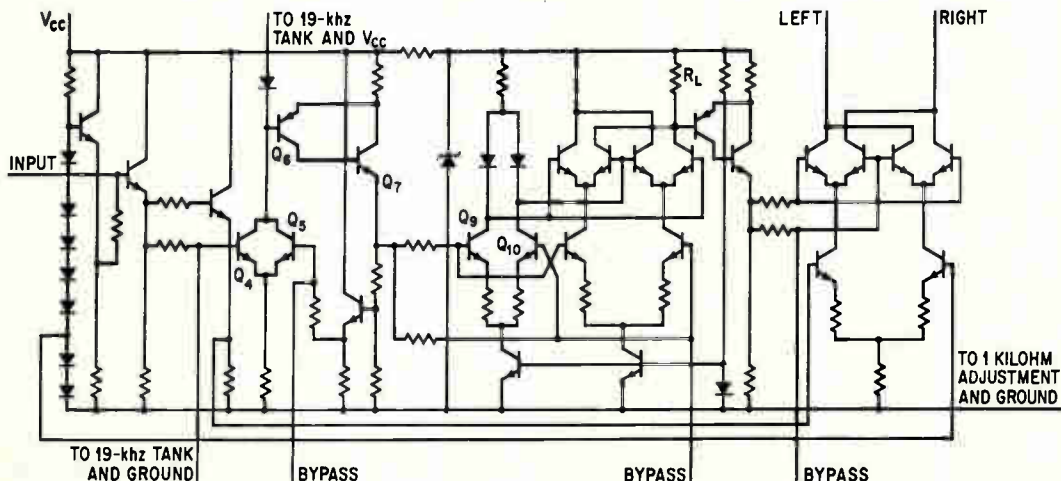 VCC
TO 19-khz
TANK AND VCC
LEFT
RIGHT
RL
INPUT
Q6
Q7
Q5
Q4
Q9
Q10
TO 1 KILOHM
ADJUSTMENT
AND GROUND
TO 19-khz TANK
AND GROUND
BYPASS
BYPASS
BYPASS